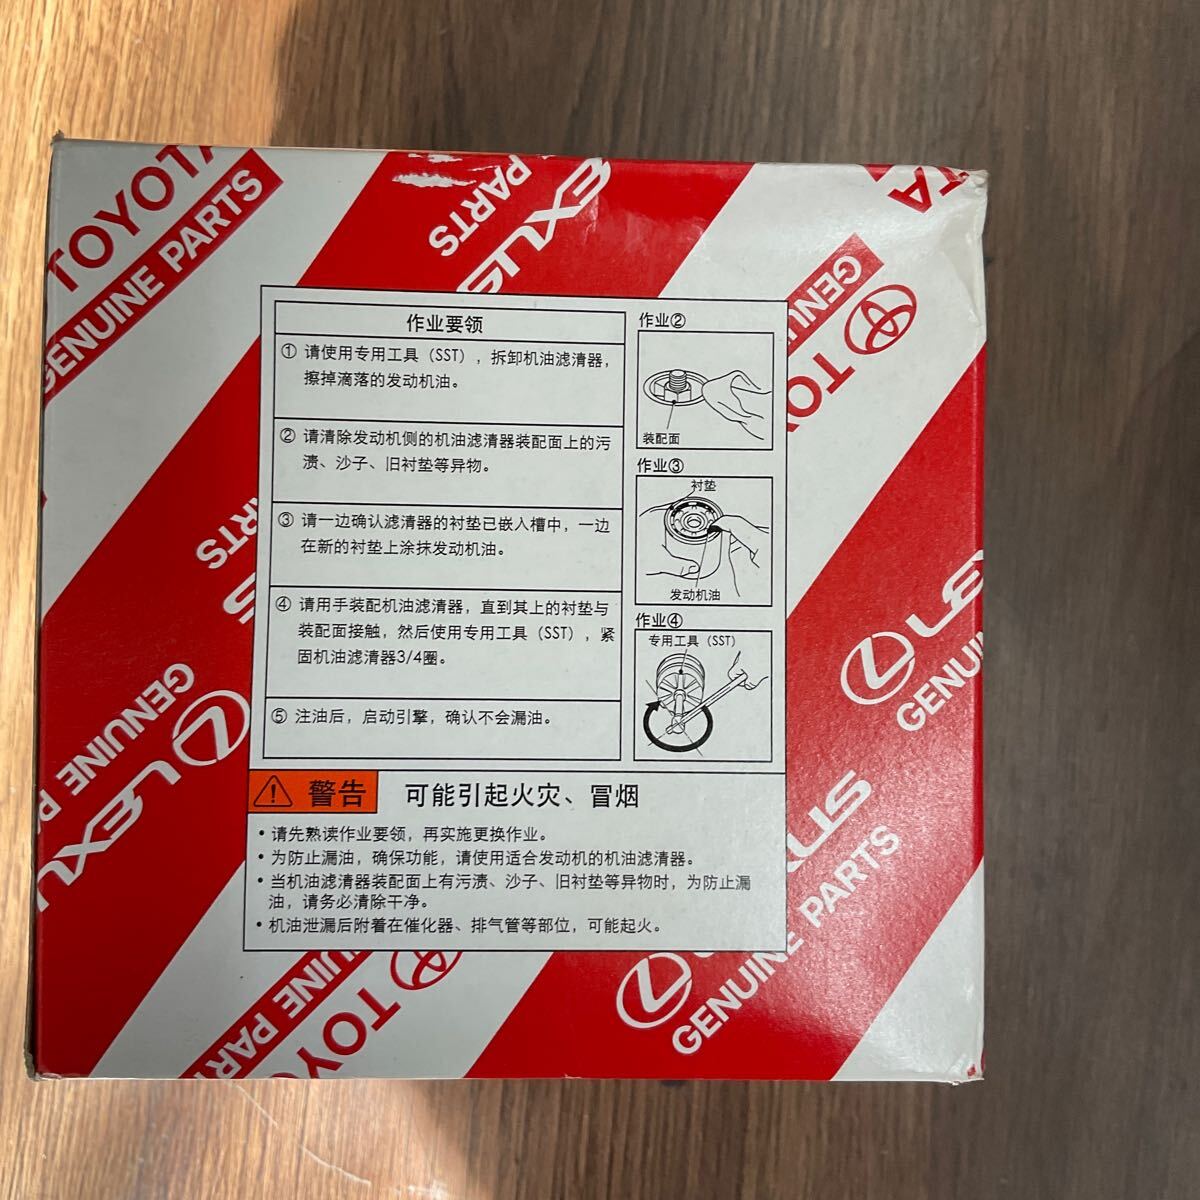 TOYOTA
GENUINE PARTS
EXUS
PARTS
TA
GENU
TOY
作业要领
① 请使用专用工具（SST），拆卸机油滤清器，
擦掉滴落的发动机油。
② 请清除发动机侧的机油滤清器装配面上的污
渍、沙子、旧衬垫等异物。
③ 请一边确认滤清器的衬垫已嵌入槽中，一边
在新的衬垫上涂抹发动机油。
④ 请用手装配机油滤清器，直到其上的衬垫与
装配面接触，然后使用专用工具（SST），紧
固机油滤清器3/4圈。
⑤ 注油后，启动引擎，确认不会漏油。
作业②
装配面
作业③
衬垫
发动机油
作业④
专用工具（SST）
警告 可能引起火灾、冒烟
• 请先熟读作业要领，再实施更换作业。
• 为防止漏油，确保功能，请使用适合发动机的机油滤清器。
• 当机油滤清器装配面上有污渍、沙子、旧衬垫等异物时，为防止漏
油，请务必清除干净。
• 机油泄漏后附着在催化器、排气管等部位，可能起火。
ARTS
S
LEXU
GENUINE P
LEX
GENUIN
EXUS
GENUINE PARTS
TOYO
NUINE PARTS